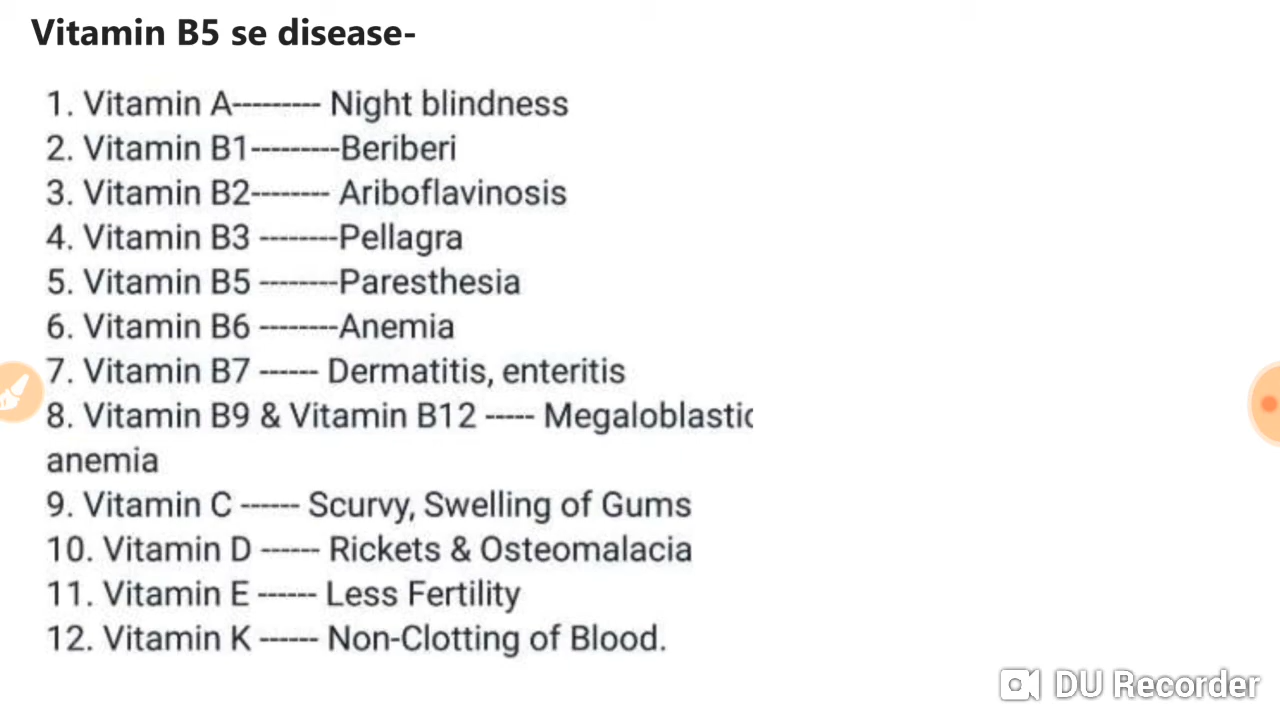 Vitamin B5 se disease-
1. Vitamin A--------- Night blindness
2. Vitamin B1---------Beriberi
3. Vitamin B2-------- Ariboflavinosis
4. Vitamin B3 --------Pellagra
5. Vitamin B5 --------Paresthesia
6. Vitamin B6 --------Anemia
7. Vitamin B7 ------ Dermatitis, enteritis
8. Vitamin B9 & Vitamin B12 ----- Megaloblastic
anemia
9. Vitamin C ------ Scurvy, Swelling of Gums
10. Vitamin D ------ Rickets & Osteomalacia
11. Vitamin E ------ Less Fertility
12. Vitamin K ------ Non-Clotting of Blood.
DU Recorder